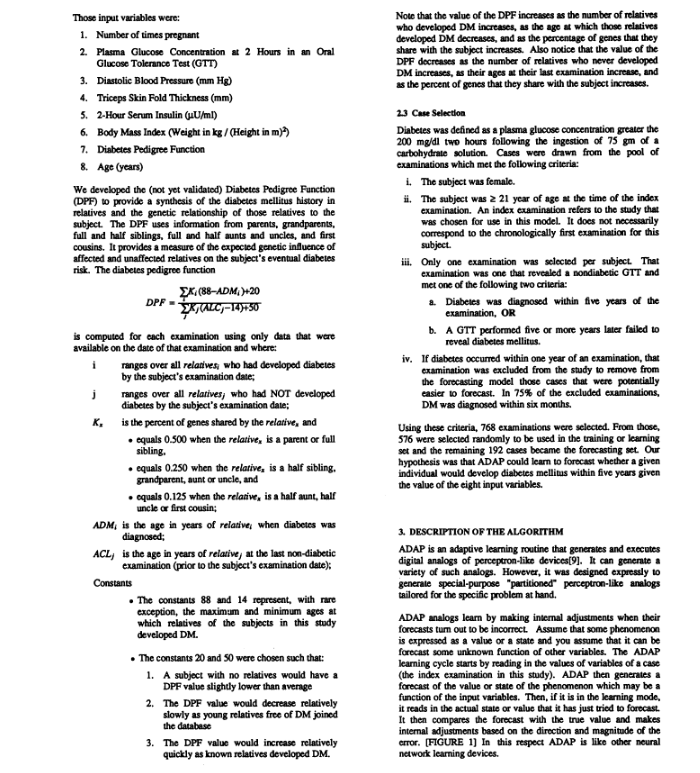 Those input variables were:
1. Number of times pregnant
2. Plasma Glucose Concentration at 2 Hours in an Oral
Glucose Tolerance Test (GTT)
3. Diastolic Blood Pressure (mm Hg)
4. Triceps Skin Fold Thickness (mm)
5. 2-Hour Serum Insulin (μU/ml)
6. Body Mass Index (Weight in kg / (Height in m)²)
7. Diabetes Pedigree Function
8. Age (years)
We developed the (not yet validated) Diabetes Pedigree Function
(DPF) to provide a synthesis of the diabetes mellitus history in
relatives and the genetic relationship of those relatives to the
subject. The DPF uses information from parents, grandparents,
full and half siblings, full and half aunts and uncles, and first
cousins. It provides a measure of the expected genetic influence of
affected and unaffected relatives on the subject's eventual diabetes
risk. The diabetes pedigree function
DPF = ∑ᵢKᵢ(88−ADMᵢ)+20 / ∑ⱼKⱼ(ALCⱼ−14)+50
is computed for each examination using only data that were
available on the date of that examination and where:
i ranges over all relativesᵢ who had developed diabetes
by the subject's examination date;
j ranges over all relativesⱼ who had NOT developed
diabetes by the subject's examination date;
Kₓ is the percent of genes shared by the relativeₓ and
• equals 0.500 when the relativeₓ is a parent or full
sibling,
• equals 0.250 when the relativeₓ is a half sibling,
grandparent, aunt or uncle, and
• equals 0.125 when the relativeₓ is a half aunt, half
uncle or first cousin;
ADMᵢ is the age in years of relativeᵢ when diabetes was
diagnosed;
ACLⱼ is the age in years of relativeⱼ at the last non-diabetic
examination (prior to the subject's examination date);
Constants
• The constants 88 and 14 represent, with rare
exception, the maximum and minimum ages at
which relatives of the subjects in this study
developed DM.
• The constants 20 and 50 were chosen such that:
1. A subject with no relatives would have a
DPF value slightly lower than average
2. The DPF value would decrease relatively
slowly as young relatives free of DM joined
the database
3. The DPF value would increase relatively
quickly as known relatives developed DM.
Note that the value of the DPF increases as the number of relatives
who developed DM increases, as the age at which those relatives
developed DM decreases, and as the percentage of genes that they
share with the subject increases. Also notice that the value of the
DPF decreases as the number of relatives who never developed
DM increases, as their ages at their last examination increase, and
as the percent of genes that they share with the subject increases.
2.3 Case Selection
Diabetes was defined as a plasma glucose concentration greater the
200 mg/dl two hours following the ingestion of 75 gm of a
carbohydrate solution. Cases were drawn from the pool of
examinations which met the following criteria:
i. The subject was female.
ii. The subject was ≥ 21 year of age at the time of the index
examination. An index examination refers to the study that
was chosen for use in this model. It does not necessarily
correspond to the chronologically first examination for this
subject.
iii. Only one examination was selected per subject. That
examination was one that revealed a nondiabetic GTT and
met one of the following two criteria:
a. Diabetes was diagnosed within five years of the
examination, OR
b. A GTT performed five or more years later failed to
reveal diabetes mellitus.
iv. If diabetes occurred within one year of an examination, that
examination was excluded from the study to remove from
the forecasting model those cases that were potentially
easier to forecast. In 75% of the excluded examinations,
DM was diagnosed within six months.
Using these criteria, 768 examinations were selected. From those,
576 were selected randomly to be used in the training or learning
set and the remaining 192 cases became the forecasting set. Our
hypothesis was that ADAP could learn to forecast whether a given
individual would develop diabetes mellitus within five years given
the value of the eight input variables.
3. DESCRIPTION OF THE ALGORITHM
ADAP is an adaptive learning routine that generates and executes
digital analogs of perceptron-like devices[9]. It can generate a
variety of such analogs. However, it was designed expressly to
generate special-purpose "partitioned" perceptron-like analogs
tailored for the specific problem at hand.
ADAP analogs learn by making internal adjustments when their
forecasts turn out to be incorrect. Assume that some phenomenon
is expressed as a value or a state and you assume that it can be
forecast some unknown function of other variables. The ADAP
learning cycle starts by reading in the values of variables of a case
(the index examination in this study). ADAP then generates a
forecast of the value or state of the phenomenon which may be a
function of the input variables. Then, if it is in the learning mode,
it reads in the actual state or value that it has just tried to forecast.
It then compares the forecast with the true value and makes
internal adjustments based on the direction and magnitude of the
error. [FIGURE 1] In this respect ADAP is like other neural
network learning devices.